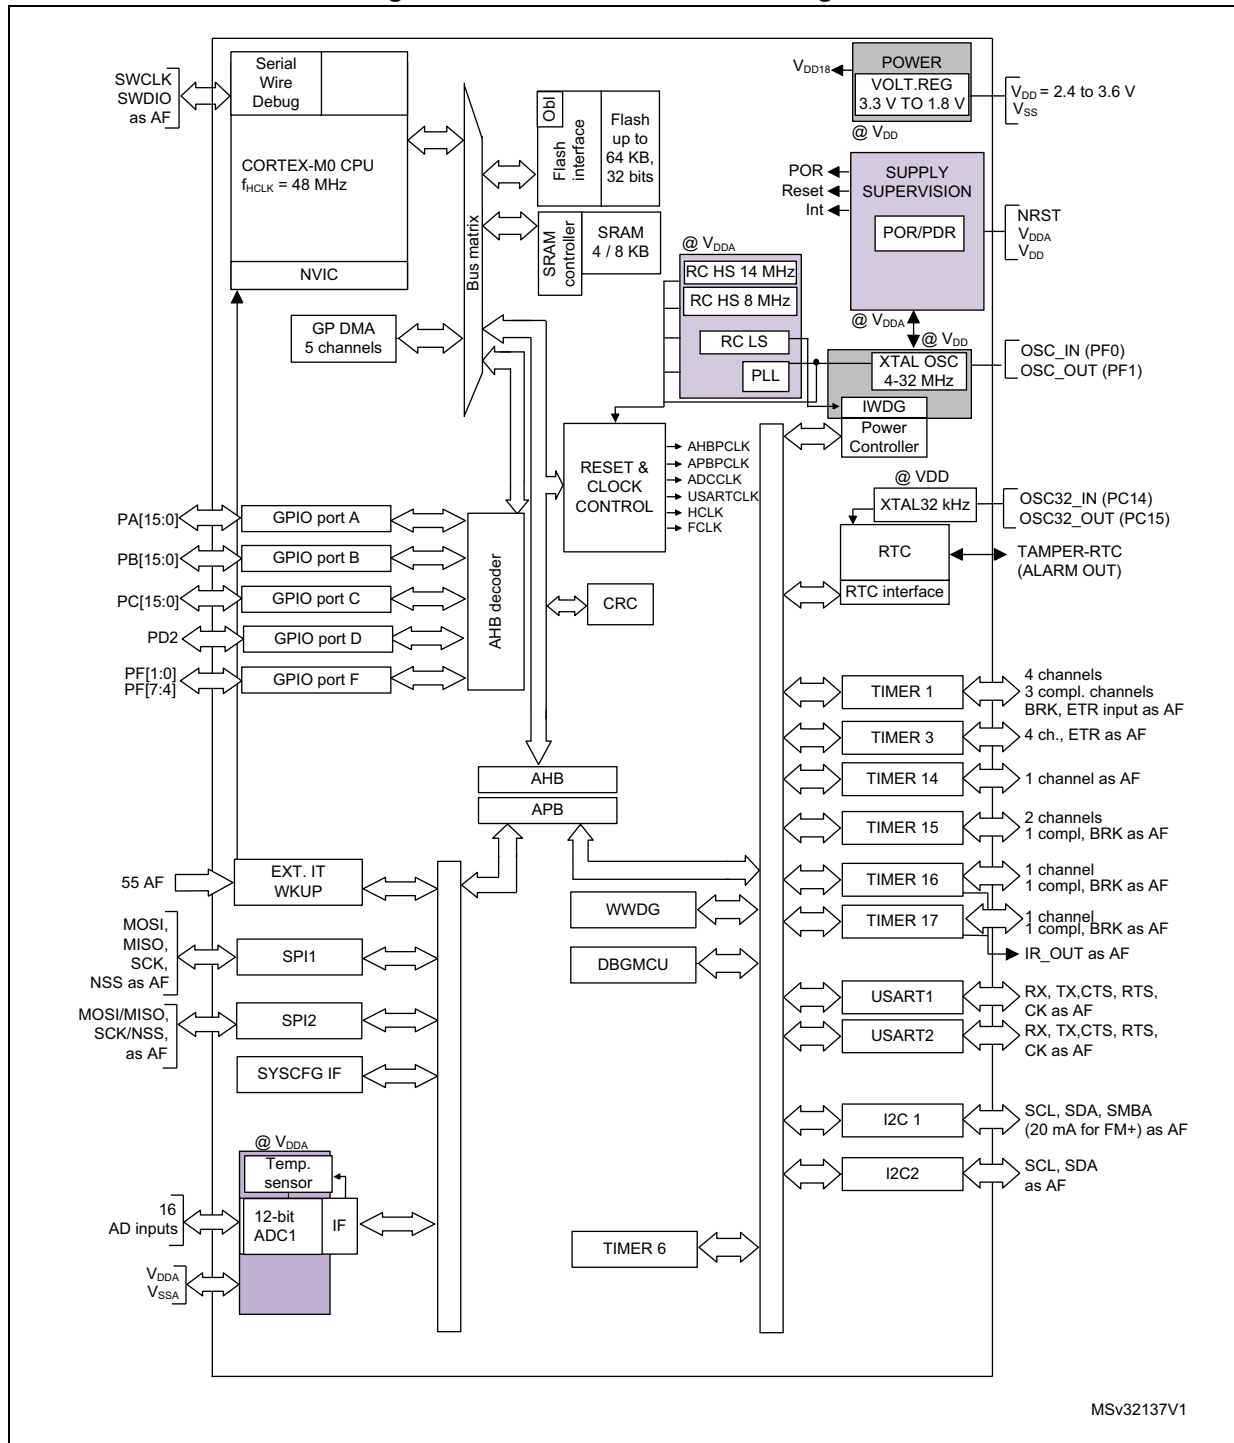 SWCLK
SWDIO
as AF
Serial
Wire
Debug
CORTEX-M0 CPU
fHCLK = 48 MHz
NVIC
Bus matrix
Obl
Flash
interface
Flash
up to
64 KB,
32 bits
SRAM
controller
SRAM
4 / 8 KB
GP DMA
5 channels
VDD18
POWER
VOLT.REG
3.3 V TO 1.8 V
@ VDD
VDD = 2.4 to 3.6 V
VSS
POR
Reset
Int
SUPPLY
SUPERVISION
POR/PDR
NRST
VDDA
VDD
@ VDDA
RC HS 14 MHz
RC HS 8 MHz
RC LS
PLL
@ VDDA
@ VDD
XTAL OSC
4-32 MHz
OSC_IN (PF0)
OSC_OUT (PF1)
IWDG
Power
Controller
RESET &
CLOCK
CONTROL
AHBPCLK
APBPCLK
ADCCLK
USARTCLK
HCLK
FCLK
@ VDD
XTAL32 kHz
OSC32_IN (PC14)
OSC32_OUT (PC15)
RTC
RTC interface
TAMPER-RTC
(ALARM OUT)
PA[15:0]
GPIO port A
PB[15:0]
GPIO port B
PC[15:0]
GPIO port C
PD2
GPIO port D
PF[1:0]
PF[7:4]
GPIO port F
AHB decoder
CRC
AHB
APB
TIMER 1
4 channels
3 compl. channels
BRK, ETR input as AF
TIMER 3
4 ch., ETR as AF
TIMER 14
1 channel as AF
TIMER 15
2 channels
1 compl, BRK as AF
TIMER 16
1 channel
1 compl, BRK as AF
TIMER 17
1 channel
1 compl, BRK as AF
IR_OUT as AF
55 AF
EXT. IT
WKUP
WWDG
DBGMCU
MOSI,
MISO,
SCK,
NSS as AF
SPI1
MOSI/MISO,
SCK/NSS,
as AF
SPI2
SYSCFG IF
USART1
RX, TX,CTS, RTS,
CK as AF
USART2
RX, TX,CTS, RTS,
CK as AF
I2C 1
SCL, SDA, SMBA
(20 mA for FM+) as AF
I2C2
SCL, SDA
as AF
@ VDDA
Temp.
sensor
16
AD inputs
12-bit
ADC1
IF
VDDA
VSSA
TIMER 6
MSv32137V1